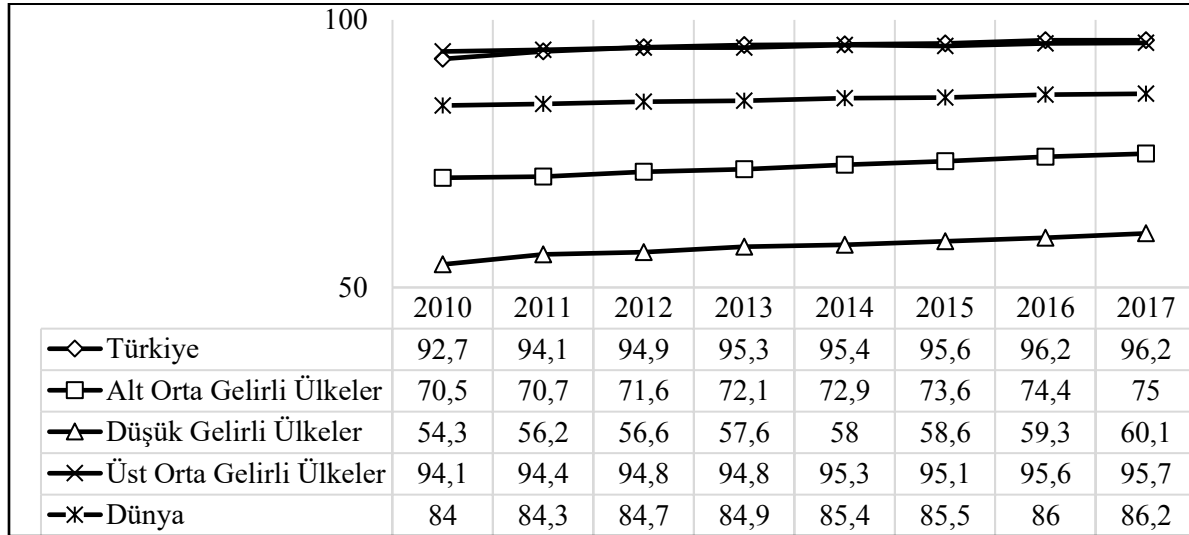 100
50
2010 2011 2012 2013 2014 2015 2016 2017
Türkiye 92,7 94,1 94,9 95,3 95,4 95,6 96,2 96,2
Alt Orta Gelirli Ülkeler 70,5 70,7 71,6 72,1 72,9 73,6 74,4 75
Düşük Gelirli Ülkeler 54,3 56,2 56,6 57,6 58 58,6 59,3 60,1
Üst Orta Gelirli Ülkeler 94,1 94,4 94,8 94,8 95,3 95,1 95,6 95,7
Dünya 84 84,3 84,7 84,9 85,4 85,5 86 86,2